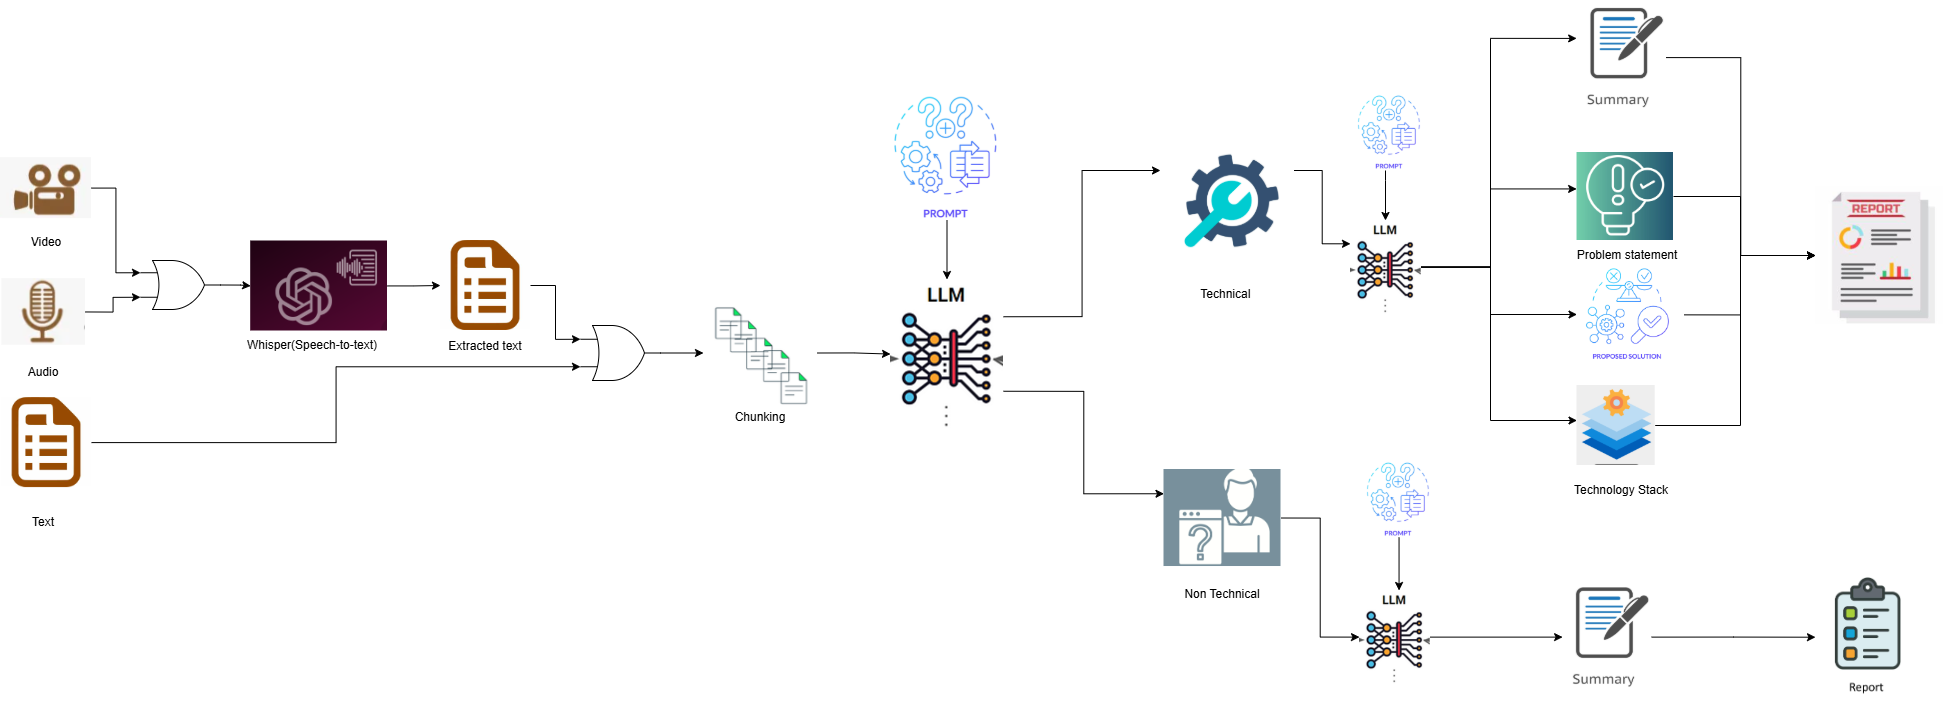 Video
Audio
Text
Whisper(Speech-to-text)
Extracted text
Chunking
PROMPT
LLM
Technical
Non Technical
PROMPT
LLM
Summary
Problem statement
PROPOSED SOLUTION
Technology Stack
REPORT
PROMPT
LLM
Summary
Report